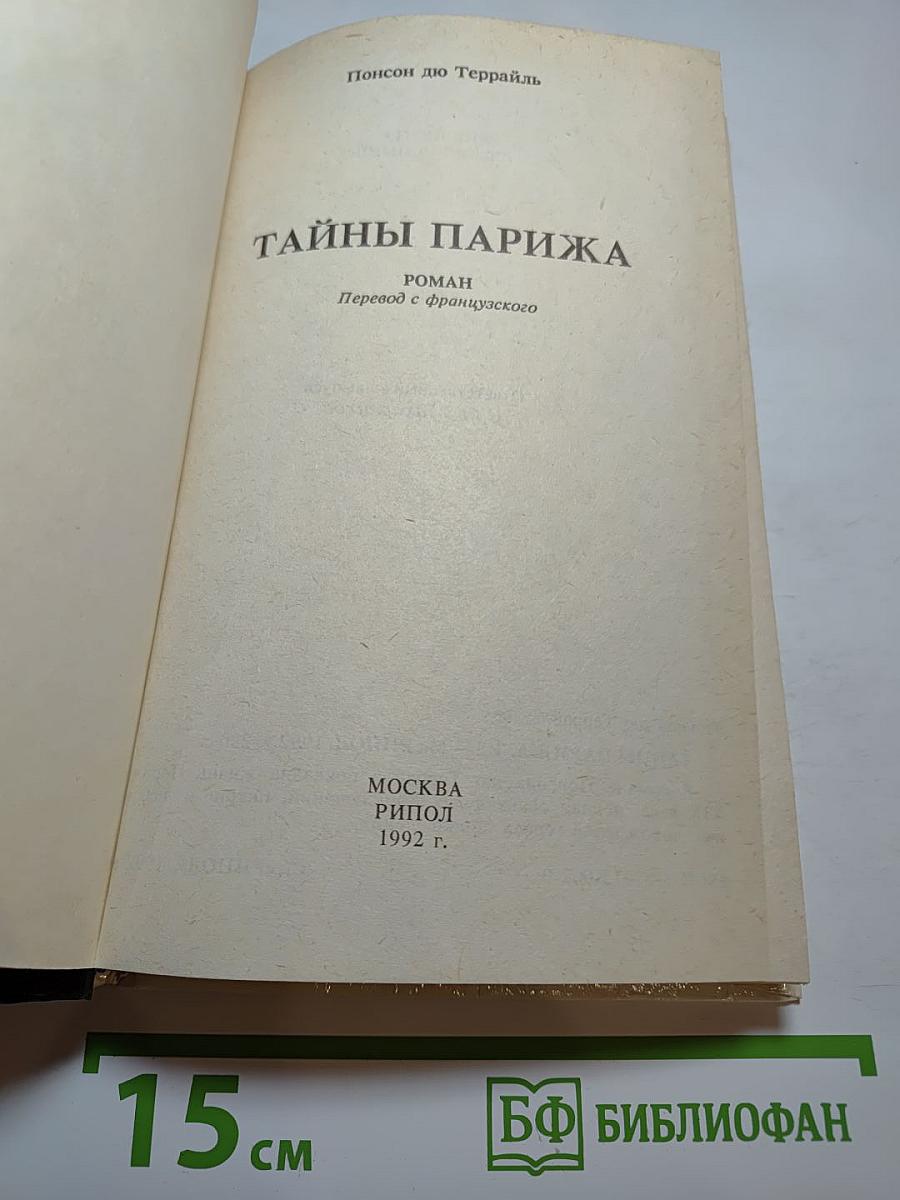 Понсон дю Террайль
ТАЙНЫ ПАРИЖА
РОМАН
Перевод с французского
МОСКВА
РИПОЛ
1992 г.
15 см
БФ БИБЛИОФАН